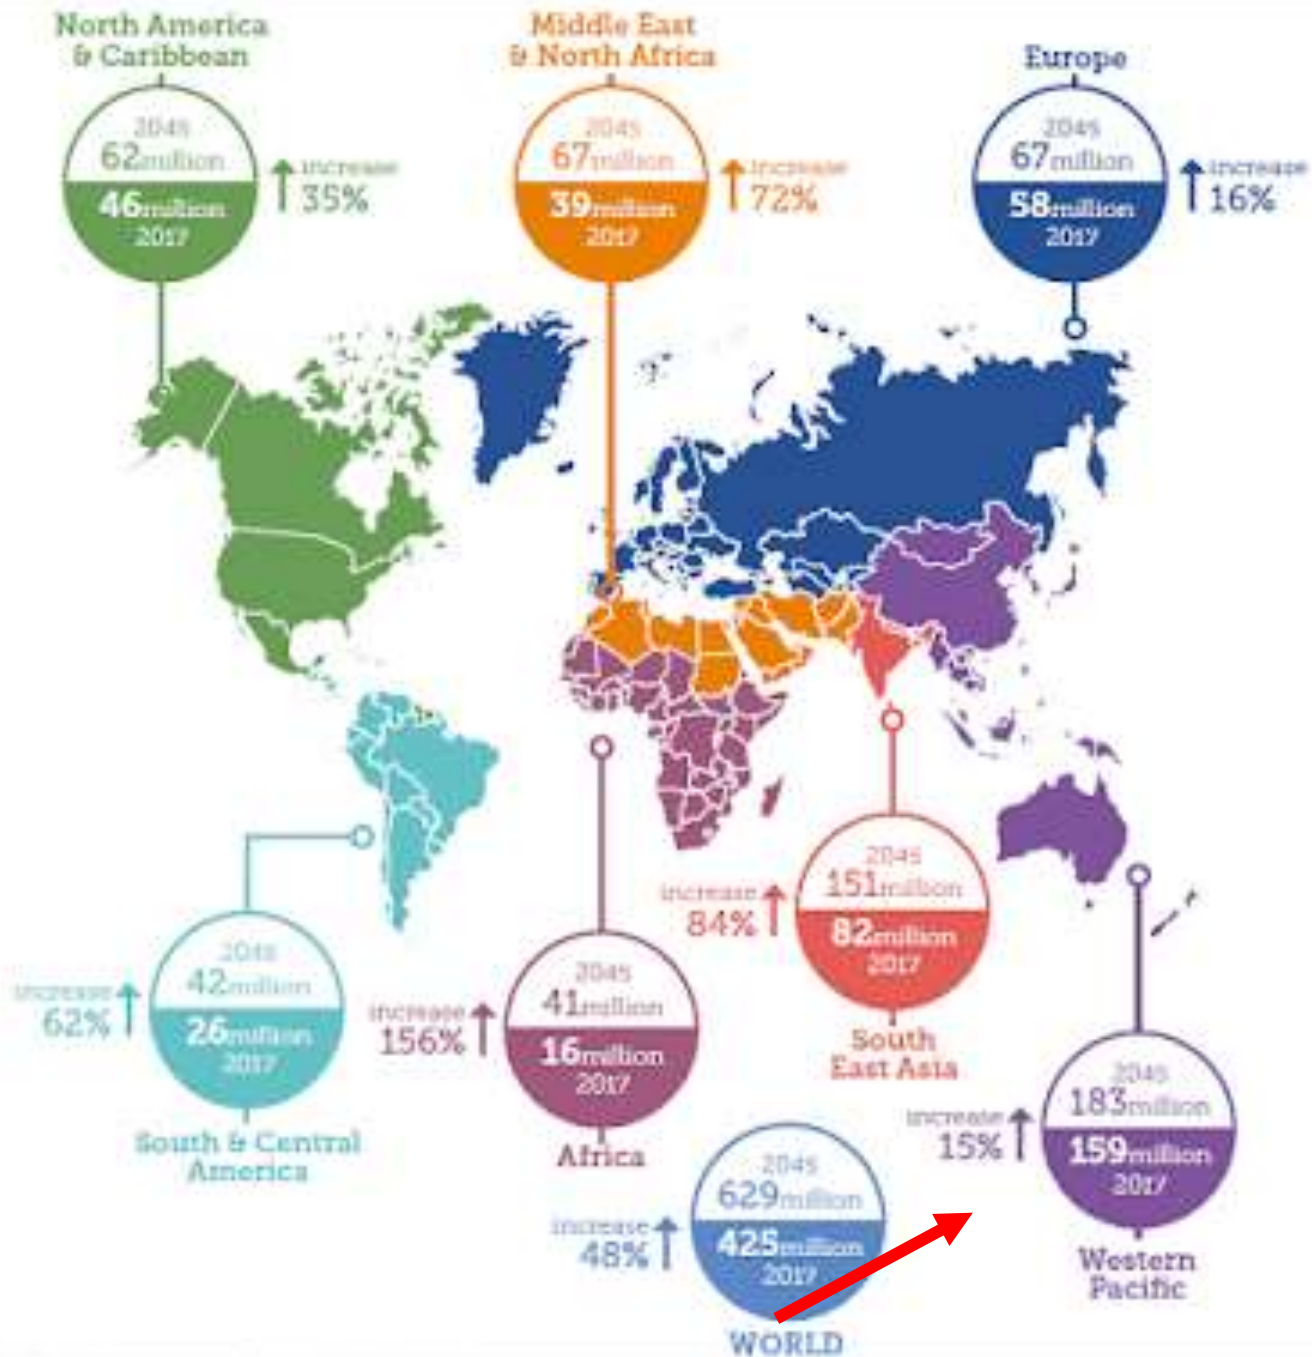 North America
& Caribbean
2045
62million
46million
2017
increase
35%
Middle East
& North Africa
2045
67million
39million
2017
increase
72%
Europe
2045
67million
58million
2017
increase
16%
increase
62%
2045
42million
26million
2017
South & Central
America
increase
156%
2045
41million
16million
2017
Africa
increase
84%
2045
151million
82million
2017
South
East Asia
increase
15%
2045
183million
159million
2017
Western
Pacific
increase
48%
2045
629million
425million
2017
WORLD